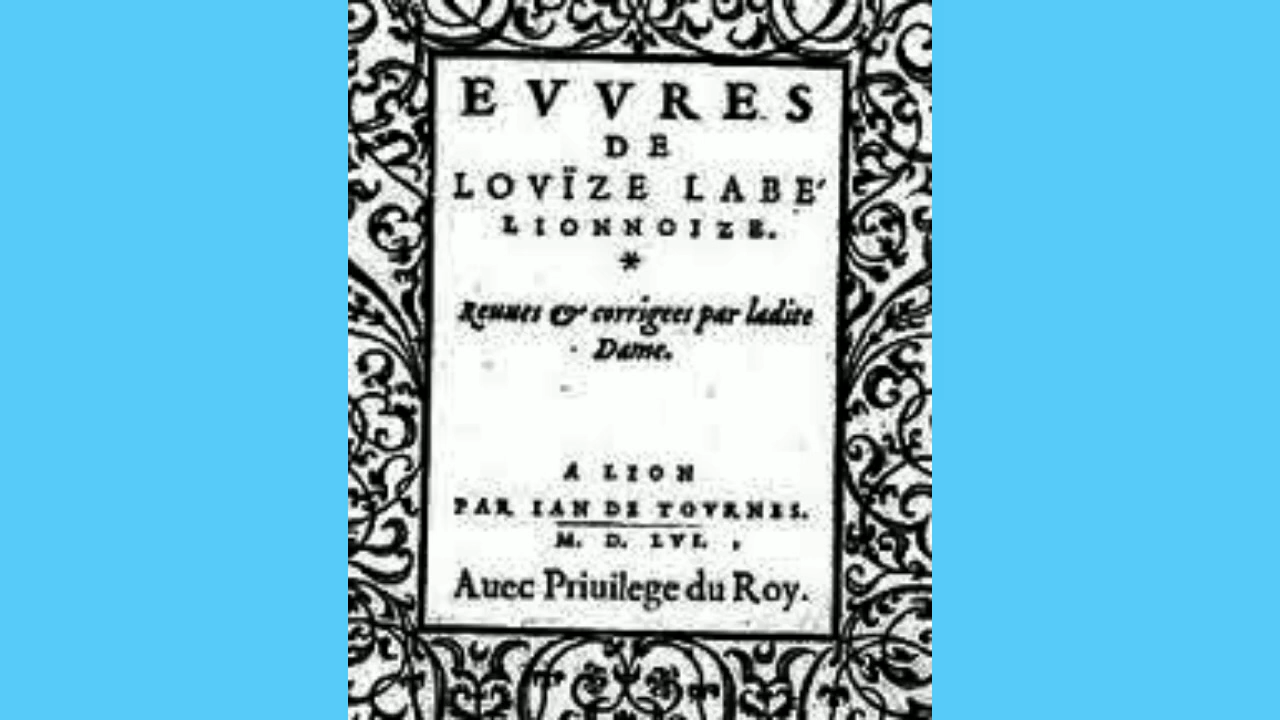 EVVRES
DE
LOVÏZE LABE'
LIONNOIZE.
*
Reuues & corrigees par ladite
Dame.
A LION
PAR IAN DE TOVRNES.
M. D. LVI.
Auec Priuilege du Roy.